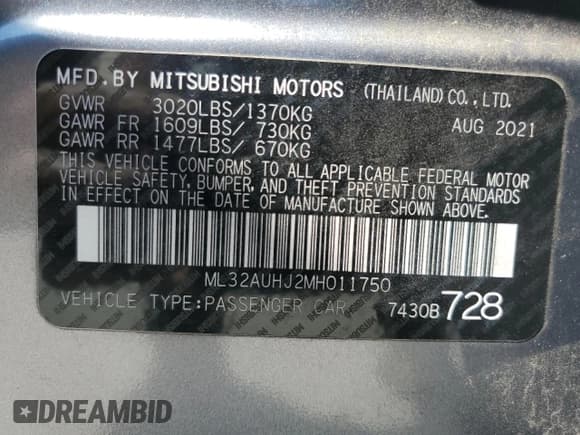 MFD. BY MITSUBISHI MOTORS (THAILAND) CO., LTD.
GVWR 3020LBS/1370KG
AUG 2021
GAWR FR 1609LBS/ 730KG
GAWR RR 1477LBS/ 670KG
THIS VEHICLE CONFORMS TO ALL APPLICABLE FEDERAL MOTOR
VEHICLE SAFETY, BUMPER, AND THEFT PREVENTION STANDARDS
IN EFFECT ON THE DATE OF MANUFACTURE SHOWN ABOVE.
ML32AUHJ2MH011750
VEHICLE TYPE:PASSENGER CAR 7430B 728
DREAMBID